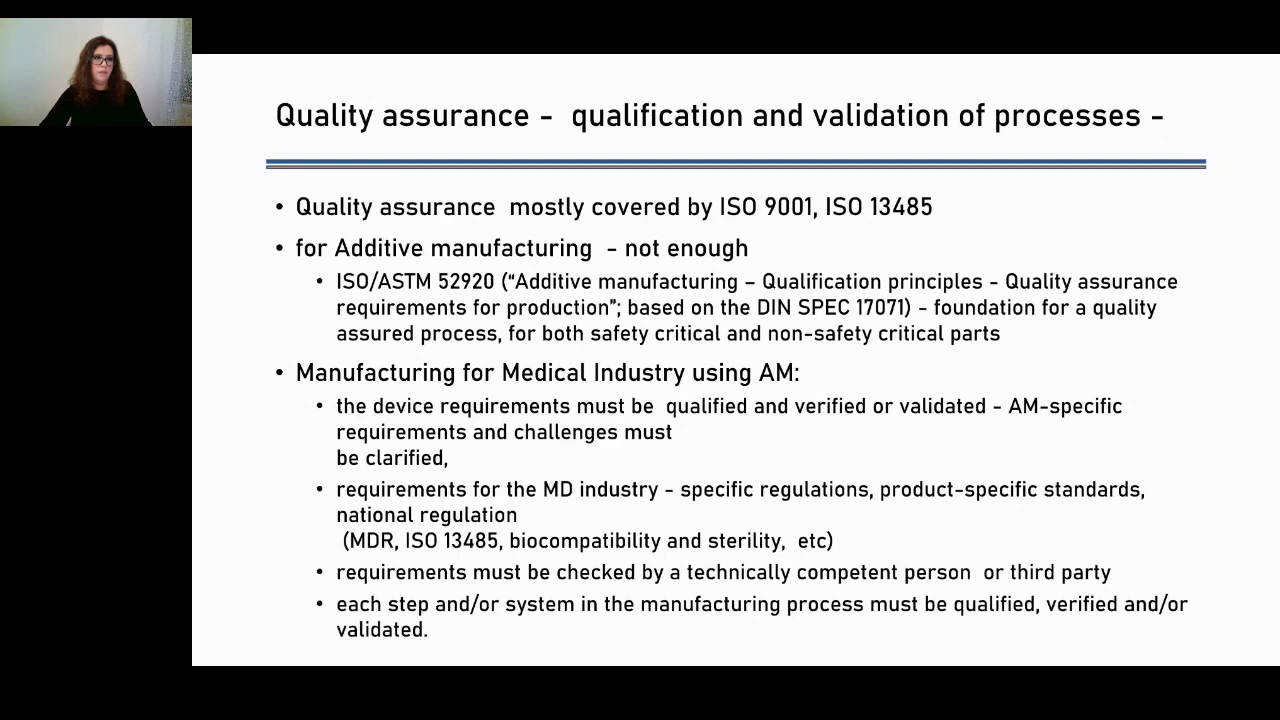 Quality assurance -  qualification and validation of processes -
• Quality assurance  mostly covered by ISO 9001, ISO 13485
• for Additive manufacturing  - not enough
• ISO/ASTM 52920 (“Additive manufacturing – Qualification principles - Quality assurance
requirements for production”; based on the DIN SPEC 17071) - foundation for a quality
assured process, for both safety critical and non-safety critical parts
• Manufacturing for Medical Industry using AM:
• the device requirements must be  qualified and verified or validated - AM-specific
requirements and challenges must
be clarified,
• requirements for the MD industry - specific regulations, product-specific standards,
national regulation
(MDR, ISO 13485, biocompatibility and sterility,  etc)
• requirements must be checked by a technically competent person  or third party
• each step and/or system in the manufacturing process must be qualified, verified and/or
validated.